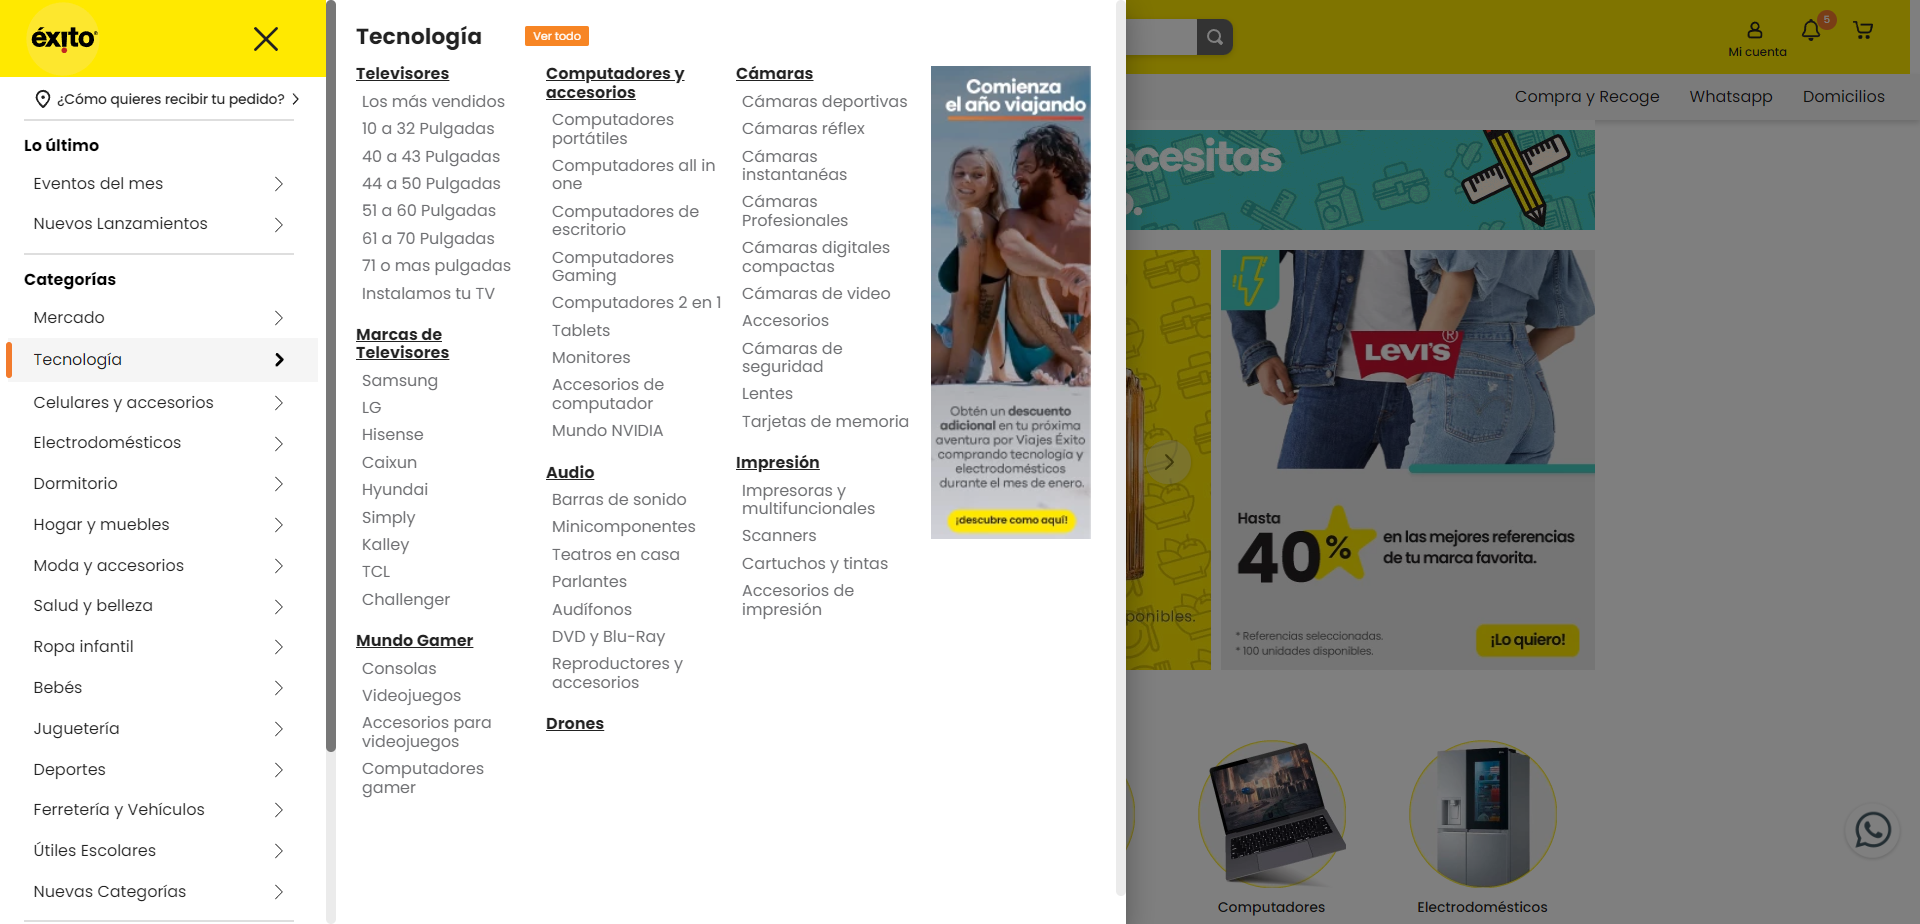 éxito
¿Cómo quieres recibir tu pedido?
Lo último
Eventos del mes
Nuevos Lanzamientos
Categorías
Mercado
Tecnología
Celulares y accesorios
Electrodomésticos
Dormitorio
Hogar y muebles
Moda y accesorios
Salud y belleza
Ropa infantil
Bebés
Juguetería
Deportes
Ferretería y Vehículos
Útiles Escolares
Nuevas Categorías
Tecnología
Ver todo
Televisores
Los más vendidos
10 a 32 Pulgadas
40 a 43 Pulgadas
44 a 50 Pulgadas
51 a 60 Pulgadas
61 a 70 Pulgadas
71 o mas pulgadas
Instalamos tu TV
Marcas de
Televisores
Samsung
LG
Hisense
Caixun
Hyundai
Simply
Kalley
TCL
Challenger
Mundo Gamer
Consolas
Videojuegos
Accesorios para
videojuegos
Computadores
gamer
Computadores y
accesorios
Computadores
portátiles
Computadores all in
one
Computadores de
escritorio
Computadores
Gaming
Computadores 2 en 1
Tablets
Monitores
Accesorios de
computador
Mundo NVIDIA
Audio
Barras de sonido
Minicomponentes
Teatros en casa
Parlantes
Audífonos
DVD y Blu-Ray
Reproductores y
accesorios
Drones
Cámaras
Cámaras deportivas
Cámaras réflex
Cámaras
instantanéas
Cámaras
Profesionales
Cámaras digitales
compactas
Cámaras de video
Accesorios
Cámaras de
seguridad
Lentes
Tarjetas de memoria
Impresión
Impresoras y
multifuncionales
Scanners
Cartuchos y tintas
Accesorios de
impresión
Comienza
el año viajando
Obtén un descuento
adicional en tu próxima
aventura por Viajes Éxito
comprando tecnología y
electrodomésticos
durante el mes de enero.
¡descubre como aquí!
Mi cuenta
5
Compra y Recoge
Whatsapp
Domicilios
ecesitas
ponibles.
LEVI'S®
Hasta
40%
en las mejores referencias
de tu marca favorita.
* Referencias seleccionadas.
* 100 unidades disponibles.
¡Lo quiero!
Computadores
Electrodomésticos